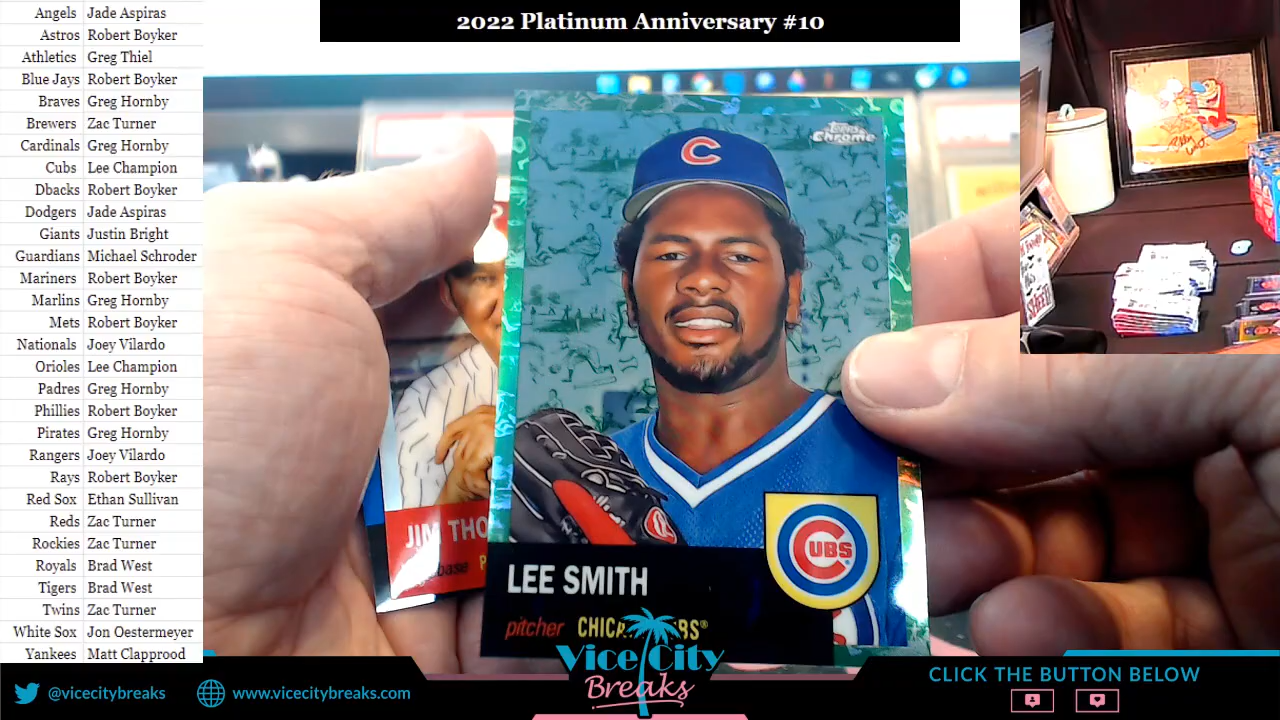 2022 Platinum Anniversary #10
Angels Jade Aspiras
Astros Robert Boyker
Athletics Greg Thiel
Blue Jays Robert Boyker
Braves Greg Hornby
Brewers Zac Turner
Cardinals Greg Hornby
Cubs Lee Champion
Dbacks Robert Boyker
Dodgers Jade Aspiras
Giants Justin Bright
Guardians Michael Schroder
Mariners Robert Boyker
Marlins Greg Hornby
Mets Robert Boyker
Nationals Joey Vilardo
Orioles Lee Champion
Padres Greg Hornby
Phillies Robert Boyker
Pirates Greg Hornby
Rangers Joey Vilardo
Rays Robert Boyker
Red Sox Ethan Sullivan
Reds Zac Turner
Rockies Zac Turner
Royals Brad West
Tigers Brad West
Twins Zac Turner
White Sox Jon Oestermeyer
Yankees Matt Clapprood
Topps
Chrome
C
JIM THO
base P
CUBS
LEE SMITH
pitcher CHICA BS®
Vice City
Breaks
@vicecitybreaks
www.vicecitybreaks.com
CLICK THE BUTTON BELOW